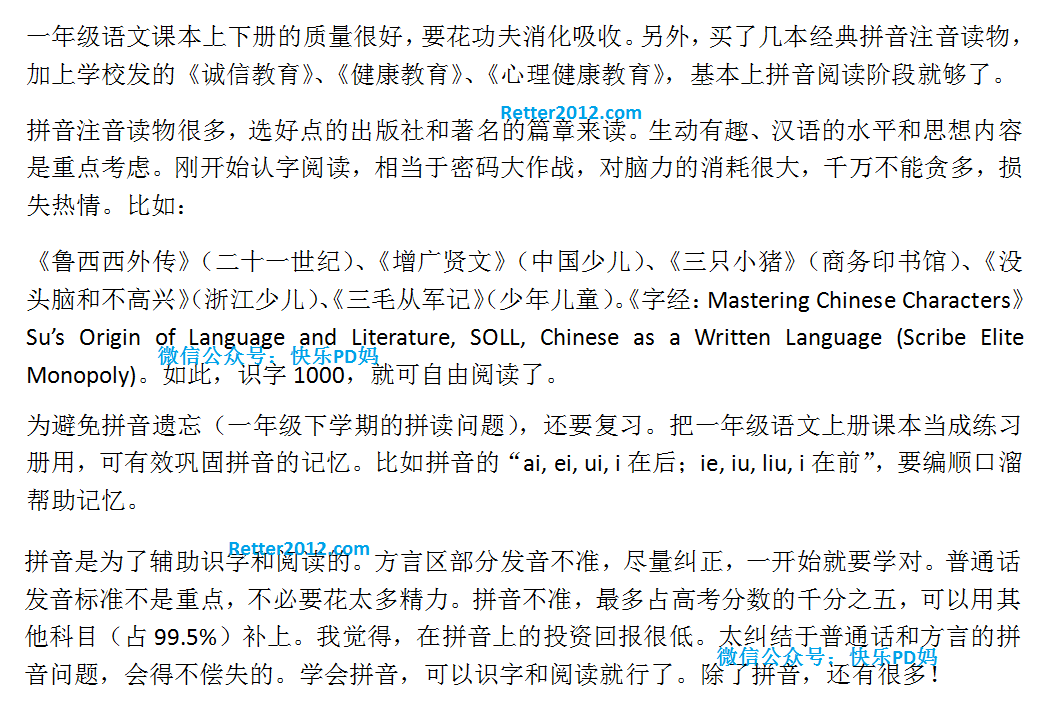 一年级语文课本上下册的质量很好，要花功夫消化吸收。另外，买了几本经典拼音注音读物，
加上学校发的《诚信教育》、《健康教育》、《心理健康教育》，基本上拼音阅读阶段就够了。
Retter2012.com
拼音注音读物很多，选好点的出版社和著名的篇章来读。生动有趣、汉语的水平和思想内容
是重点考虑。刚开始认字阅读，相当于密码大作战，对脑力的消耗很大，千万不能贪多，损
失热情。比如：
《鲁西西外传》（二十一世纪）、《增广贤文》（中国少儿）、《三只小猪》（商务印书馆）、《没
头脑和不高兴》（浙江少儿）、《三毛从军记》（少年儿童）。《字经：Mastering Chinese Characters》
Su’s Origin of Language and Literature, SOLL, Chinese as a Written Language (Scribe Elite
微信公众号：快乐PD妈
Monopoly)。如此，识字 1000，就可自由阅读了。
为避免拼音遗忘（一年级下学期的拼读问题），还要复习。把一年级语文上册课本当成练习
册用，可有效巩固拼音的记忆。比如拼音的“ai, ei, ui, i 在后；ie, iu, liu, i 在前”，要编顺口溜
帮助记忆。
Retter2012.com
拼音是为了辅助识字和阅读的。方言区部分发音不准，尽量纠正，一开始就要学对。普通话
发音标准不是重点，不必要花太多精力。拼音不准，最多占高考分数的千分之五，可以用其
他科目（占 99.5%）补上。我觉得，在拼音上的投资回报很低。太纠结于普通话和方言的拼
微信公众号：快乐PD妈
音问题，会得不偿失的。学会拼音，可以识字和阅读就行了。除了拼音，还有很多！